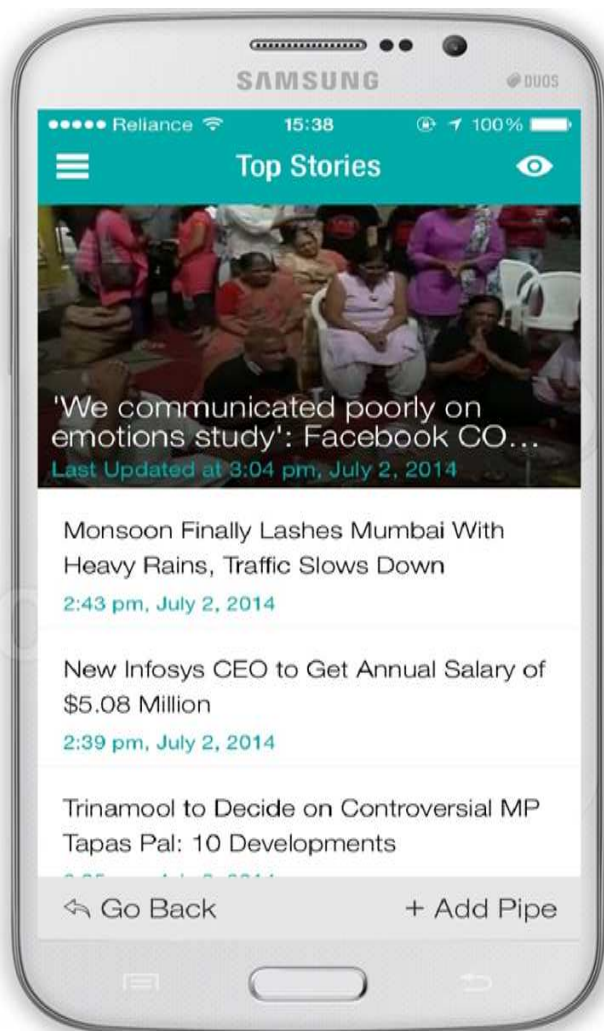 SAMSUNG
DUOS
Reliance 15:38 100%
Top Stories
'We communicated poorly on
emotions study': Facebook CO...
Last Updated at 3:04 pm, July 2, 2014
Monsoon Finally Lashes Mumbai With
Heavy Rains, Traffic Slows Down
2:43 pm, July 2, 2014
New Infosys CEO to Get Annual Salary of
$5.08 Million
2:39 pm, July 2, 2014
Trinamool to Decide on Controversial MP
Tapas Pal: 10 Developments
Go Back + Add Pipe